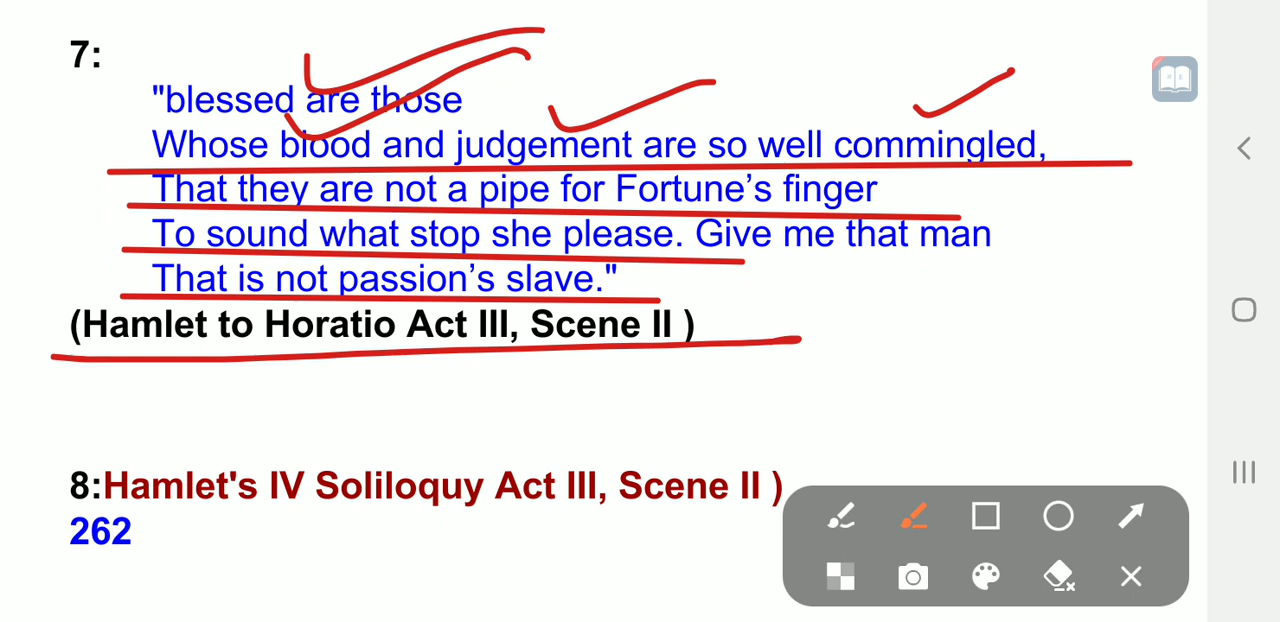 7:
"blessed are those
Whose blood and judgement are so well commingled,
That they are not a pipe for Fortune’s finger
To sound what stop she please. Give me that man
That is not passion’s slave."
(Hamlet to Horatio Act III, Scene II )
8:Hamlet's IV Soliloquy Act III, Scene II )
262